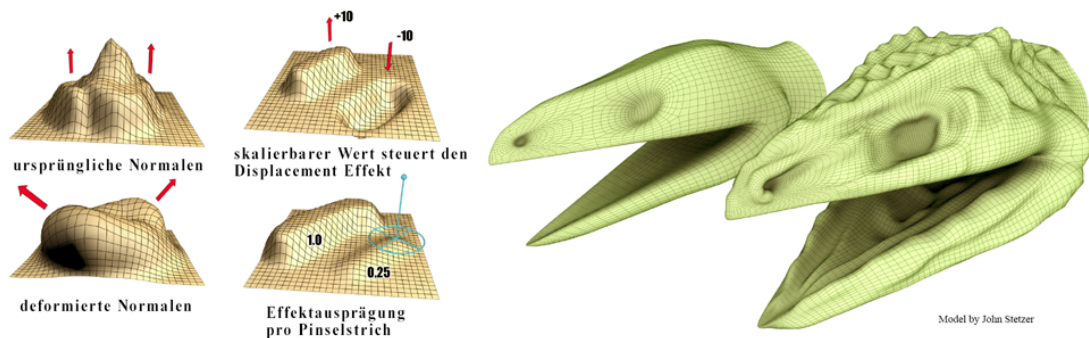 +10
-10
ursprüngliche Normalen
skalierbarer Wert steuert den
Displacement Effekt
1.0
0.25
deformierte Normalen
Effektausprägung
pro Pinselstrich
Model by John Stetzer